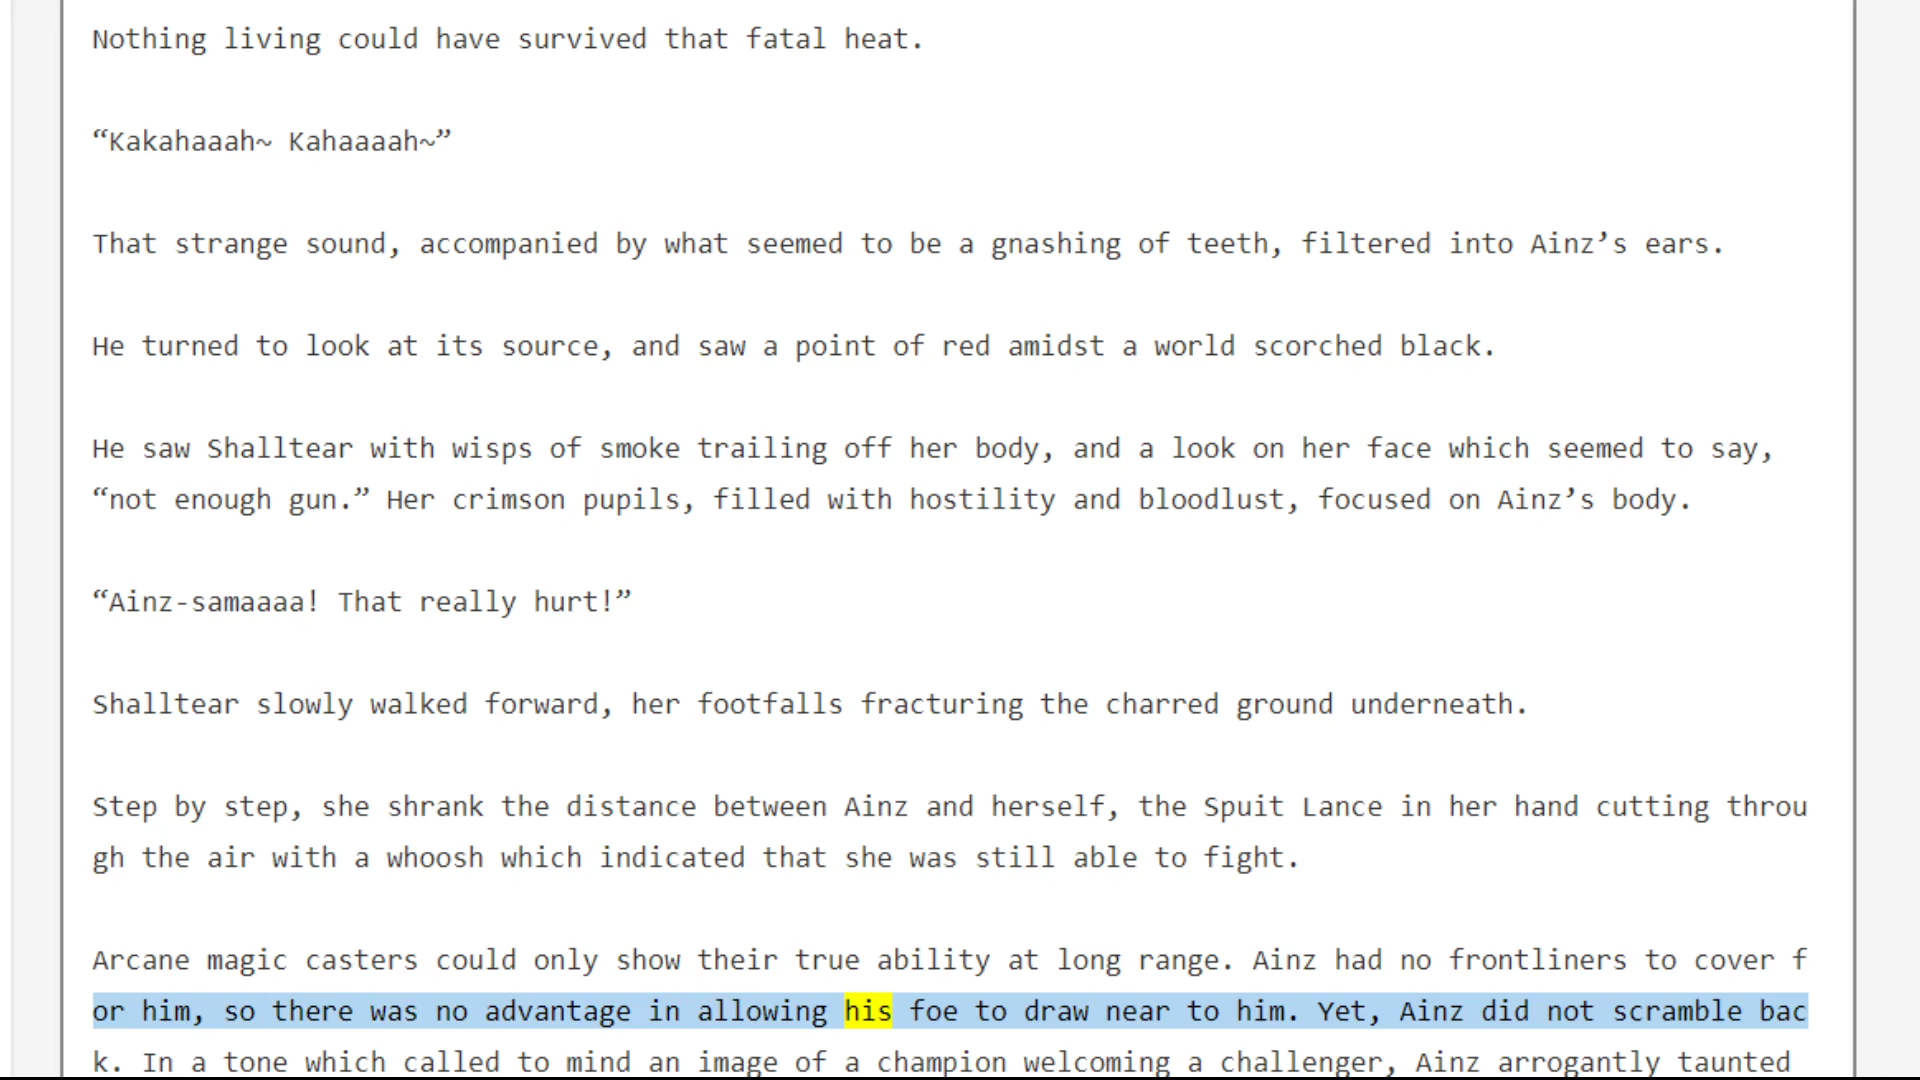 Nothing living could have survived that fatal heat.
“Kakahaaah~ Kahaaaah~”
That strange sound, accompanied by what seemed to be a gnashing of teeth, filtered into Ainz’s ears.
He turned to look at its source, and saw a point of red amidst a world scorched black.
He saw Shalltear with wisps of smoke trailing off her body, and a look on her face which seemed to say,
“not enough gun.” Her crimson pupils, filled with hostility and bloodlust, focused on Ainz’s body.
“Ainz-samaaaa! That really hurt!”
Shalltear slowly walked forward, her footfalls fracturing the charred ground underneath.
Step by step, she shrank the distance between Ainz and herself, the Spuit Lance in her hand cutting throu
gh the air with a whoosh which indicated that she was still able to fight.
Arcane magic casters could only show their true ability at long range. Ainz had no frontliners to cover f
or him, so there was no advantage in allowing his foe to draw near to him. Yet, Ainz did not scramble bac
k. In a tone which called to mind an image of a champion welcoming a challenger, Ainz arrogantly taunted